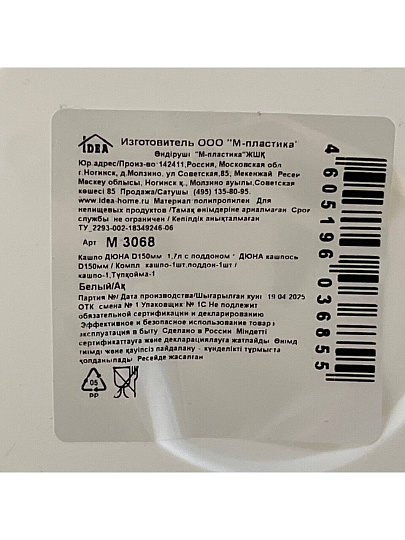 IDEA
Изготовитель ООО "М-пластика"
Өндіруші "М-пластика"ЖШҚ
Юр.адрес/Произ-во 142411,Россия, Московская обл
г.Ногинск, д.Молзино, ул Советская,85, Мекенжай Ресей
Мәскеу облысы, Ногинск қ., Молзино ауылы,Советская
көшесі 85 Продажа/Сатушы (495) 135-80-95.
www.idea-home.ru Материал полипропилен Для
непищевых продуктов /Тамақ өнімдеріне арналмаған Срок
службы не ограничен / Кепілдік анықталмаған
ТУ_2293-002-18349246-06
Арт М 3068
Кашпо ДЮНА D150мм 1,7л с поддоном * ДЮНА кашпосы
D150мм / Компл кашпо-1шт,поддон-1шт /
кашпо-1,Түпқойма-1
Белый/Ақ
Партия №/ Дата производства/Шығарылған күні 19 04 2025
ОТК смена № 1 Упаковщик № 1С Не подлежит
обязательной сертификации и декларированию
Эффективное и безопасное использование товара
эксплуатация в быту Сделано в России Міндетті
сертификаттауға және декларациялауға жатпайды Өнімді
тиімді және қауіпсіз пайдалану - күнделікті тұрмыста
қолданылады Ресейде жасалған
05
PP
4 605196 036855